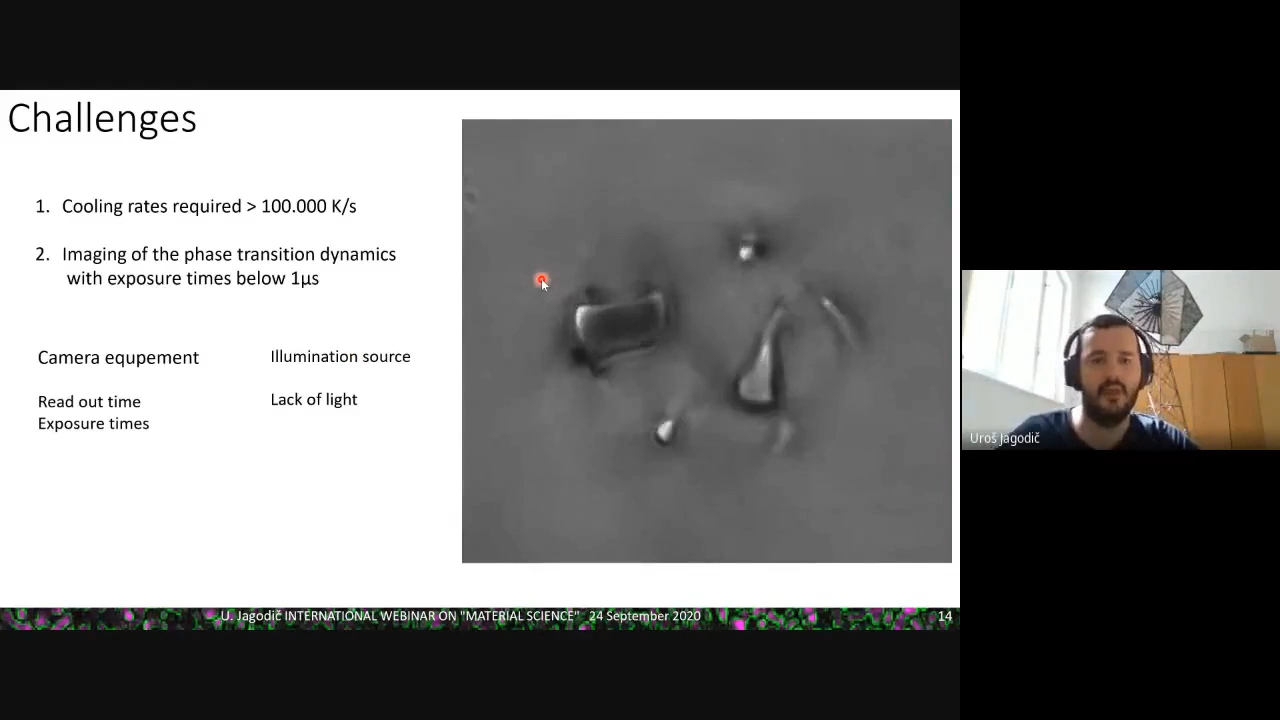 Challenges
1. Cooling rates required > 100.000 K/s
2. Imaging of the phase transition dynamics
with exposure times below 1µs
Camera equpement
Illumination source
Read out time
Exposure times
Lack of light
Uroš Jagodič
U. Jagodič INTERNATIONAL WEBINAR ON "MATERIAL SCIENCE" 24 September 2020
14